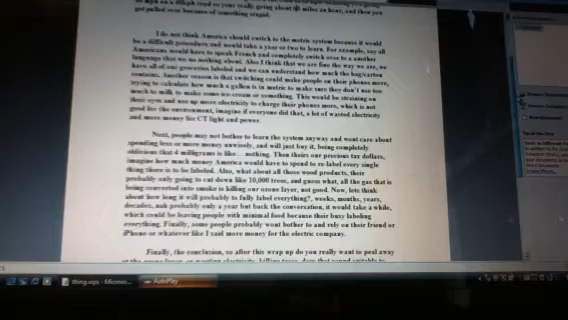 get pulled over because of something stupid.
I do not think America should switch to the metric system because it would
be a difficult procedure and would take a year or two to learn. For example, say all
Americans would have to speak French and completely switch over to a another
language that we no nothing about. Also I think that we are fine the way we are, we
have all of our groceries labeled and we can understand how much the bag/carton
contains. Another reason is that switching could make people on their phones more,
trying to calculate how much a gallon is in metric to make sure they don't use too
much to milk to make some ice-cream or something. This would be straining on
their eyes and use up more electricity to charge their phones more, which is not
good for the environment, imagine if everyone did that, a lot of wasted electricity
and more money for CT light and power.
Next, people may not bother to learn the system anyway and wont care about
spending less or more money unwisely, and will just buy it, being completely
oblivious that 4 milligrams is like... nothing. Then theirs our precious tax dollars,
imagine how much money America would have to spend to re-label every single
thing there is to be labeled. Also, what about all those wood products, their
probably only going to cut down like 10,000 trees, and guess what, all the gas that is
being converted into smoke is killing our ozone layer, not good. Now, lets think
about how long it will probably to fully label everything?, weeks, months, years,
decades, nah probably only a year but back the conversation, it would take a while,
which could be leaving people with minimal food because their busy labeling
everything. Finally, some people probably wont bother to and rely on their friend or
iPhone or whatever like I said more money for the electric company.
Finally, the conclusion, so after this wrap up do you really want to peal away
thing.wps - Micros...
AutoPlay